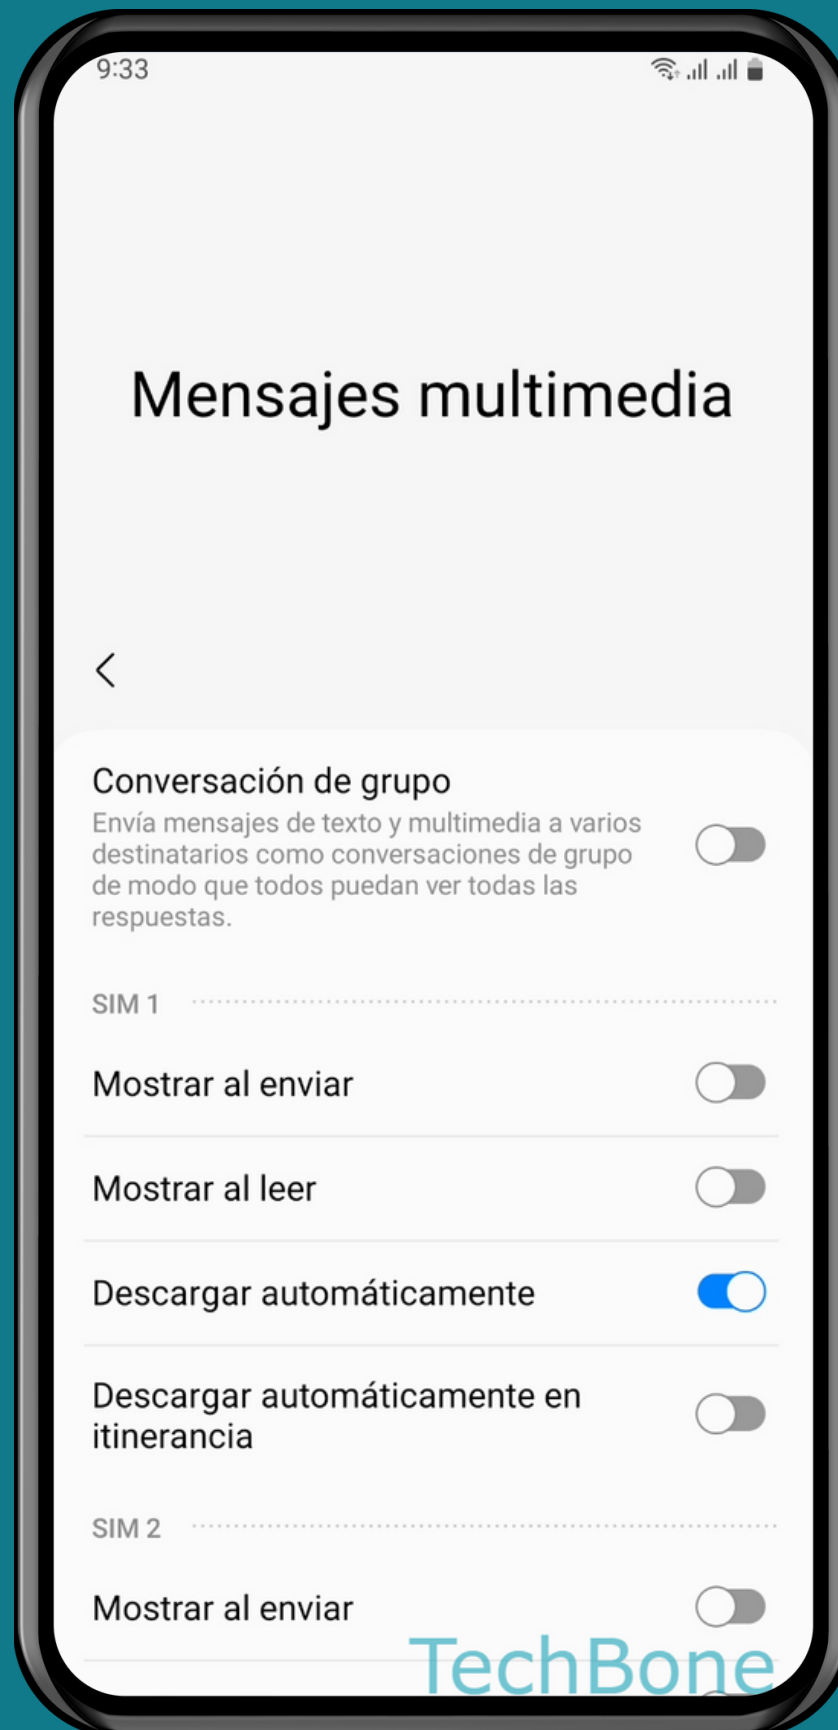 9:33
Mensajes multimedia
Conversación de grupo
Envía mensajes de texto y multimedia a varios
destinatarios como conversaciones de grupo
de modo que todos puedan ver todas las
respuestas.
SIM 1
Mostrar al enviar
Mostrar al leer
Descargar automáticamente
Descargar automáticamente en
itinerancia
SIM 2
Mostrar al enviar
TechBone